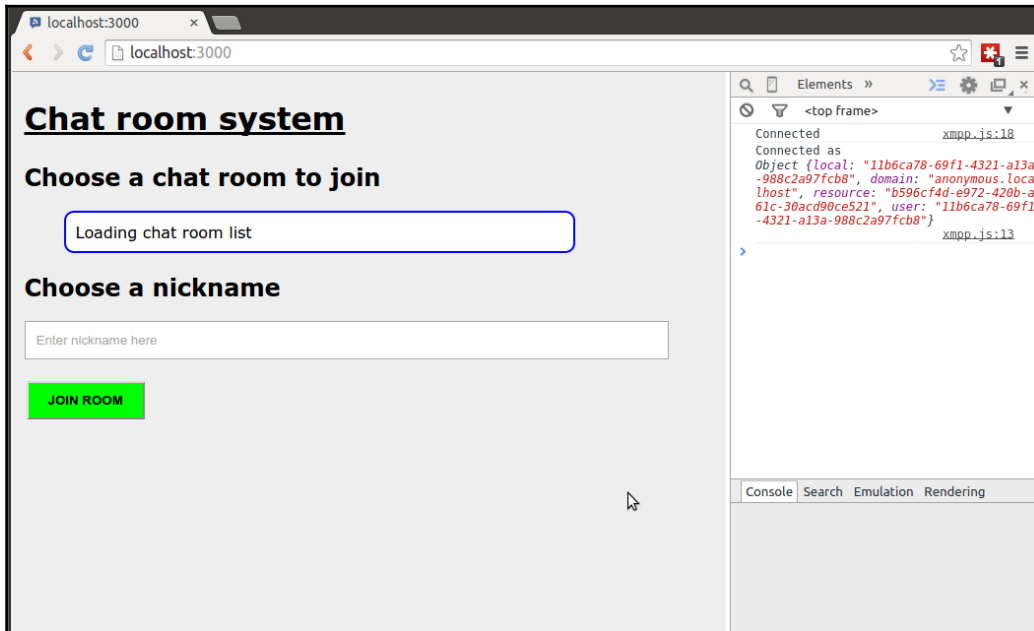 localhost:3000 ×
localhost:3000
1
Chat room system
Choose a chat room to join
Loading chat room list
Choose a nickname
Enter nickname here
JOIN ROOM
Elements »
<top frame> ▼
Connected xmpp.js:18
Connected as
Object {local: "11b6ca78-69f1-4321-a13a
-988c2a97fcb8", domain: "anonymous.loca
lhost", resource: "b596cf4d-e972-420b-a
61c-30acd90ce521", user: "11b6ca78-69f1
-4321-a13a-988c2a97fcb8"}
xmpp.js:13
>
Console Search Emulation Rendering